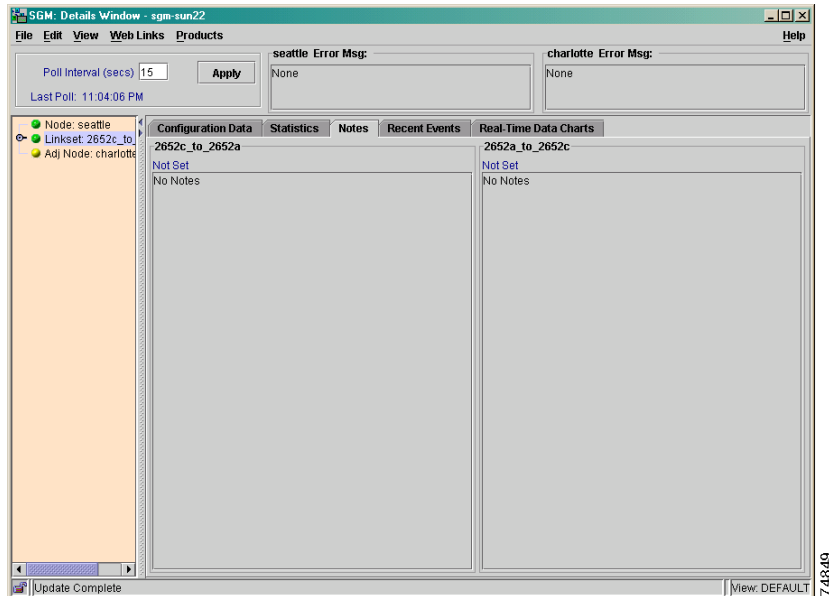 SGM: Details Window - sgm-sun22
File Edit View Web Links Products Help
Poll Interval (secs) 15 Apply
Last Poll: 11:04:06 PM
seattle Error Msg:
None
charlotte Error Msg:
None
Node: seattle
Linkset: 2652c_to_
Adj Node: charlotte
Configuration Data Statistics Notes Recent Events Real-Time Data Charts
2652c_to_2652a
Not Set
No Notes
2652a_to_2652c
Not Set
No Notes
Update Complete
View: DEFAULT
74849